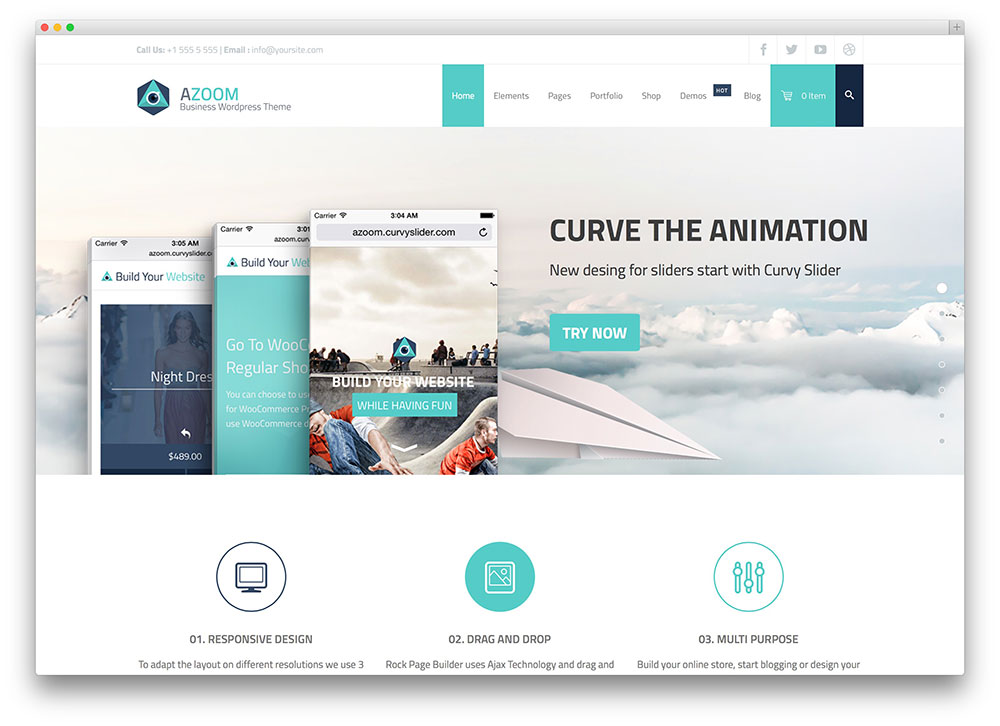 Call Us: +1 555 5 555 | Email : info@yoursite.com
AZOOM
Business Wordpress Theme
Home
Elements
Pages
Portfolio
Shop
Demos
HOT
Blog
0 Item
Carrier
3:05 AM
azoom.curvyslider.c
Build Your Website
Night Dres
$489.00
Carrier
3:01
azoom.curv
Build Your Web
Go To WooC
Regular Sho
You can choose to us
for WooCommerce P
use WooCommerce d
Carrier
3:04 AM
azoom.curvyslider.com
BUILD YOUR WEBSITE
WHILE HAVING FUN
CURVE THE ANIMATION
New desing for sliders start with Curvy Slider
TRY NOW
01. RESPONSIVE DESIGN
To adapt the layout on different resolutions we use 3
02. DRAG AND DROP
Rock Page Builder uses Ajax Technology and drag and
03. MULTI PURPOSE
Build your online store, start blogging or design your